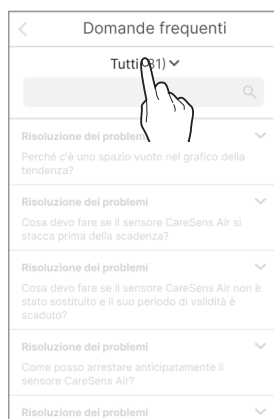 Domande frequenti
Tutti (31)
Risoluzione dei problemi
Perché c'è uno spazio vuoto nel grafico della
tendenza?
Risoluzione dei problemi
Cosa devo fare se il sensore CareSens Air si
stacca prima della scadenza?
Risoluzione dei problemi
Cosa devo fare se il sensore CareSens Air non è
stato sostituito e il suo periodo di validità è
scaduto?
Risoluzione dei problemi
Come posso arrestare anticipatamente il
sensore CareSens Air?
Risoluzione dei problemi